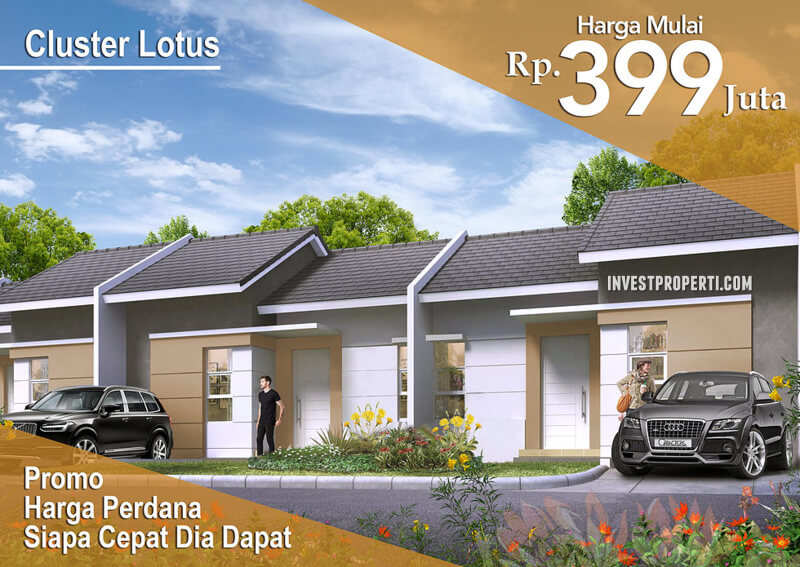 Cluster Lotus
Harga Mulai
Rp. 399 Juta
INVESTPROPERTI.COM
Promo
Harga Perdana
Siapa Cepat Dia Dapat